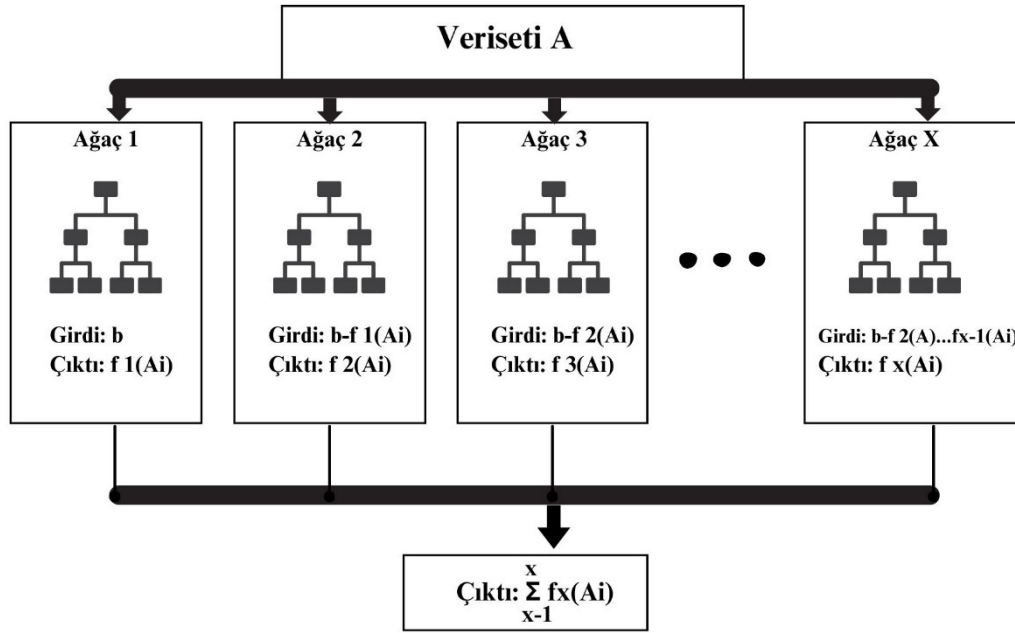 Veriseti A
Ağaç 1
Girdi: b
Çıktı: f 1(Ai)
Ağaç 2
Girdi: b-f 1(Ai)
Çıktı: f 2(Ai)
Ağaç 3
Girdi: b-f 2(Ai)
Çıktı: f 3(Ai)
Ağaç X
Girdi: b-f 2(A)...fx-1(Ai)
Çıktı: f x(Ai)
x
Çıktı: Σ fx(Ai)
x-1